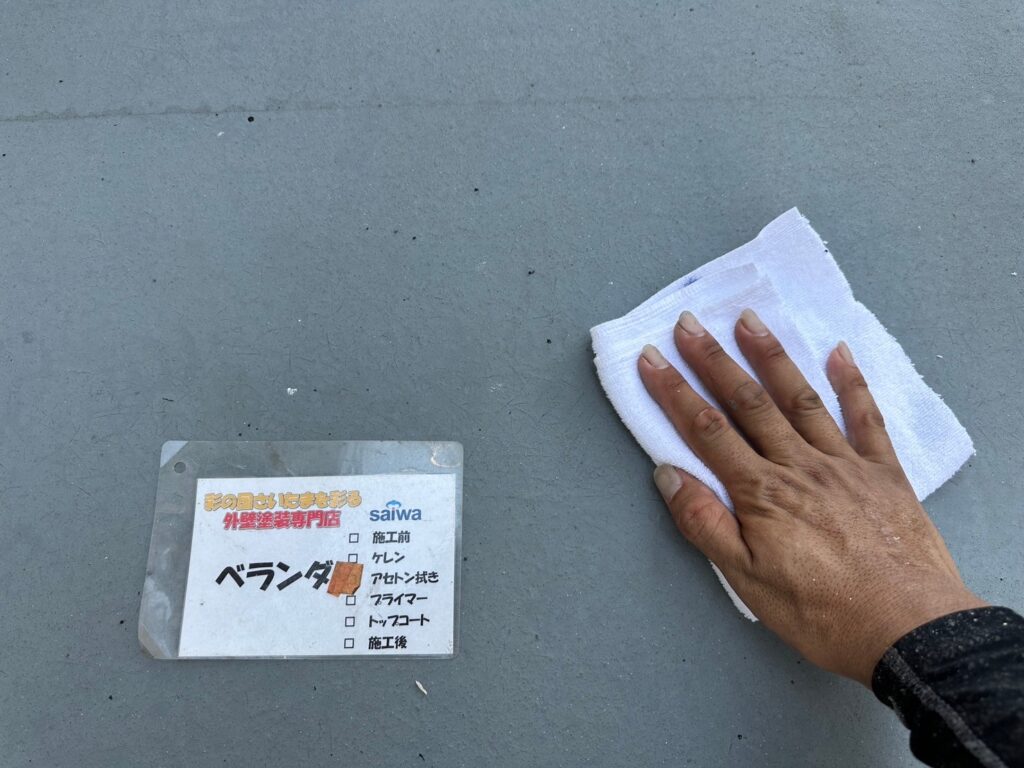 彩の国さいたまを彩る
外壁塗装専門店
saiwa
ベランダ
□ 施工前
□ ケレン
アセトン拭き
□ プライマー
□ トップコート
□ 施工後